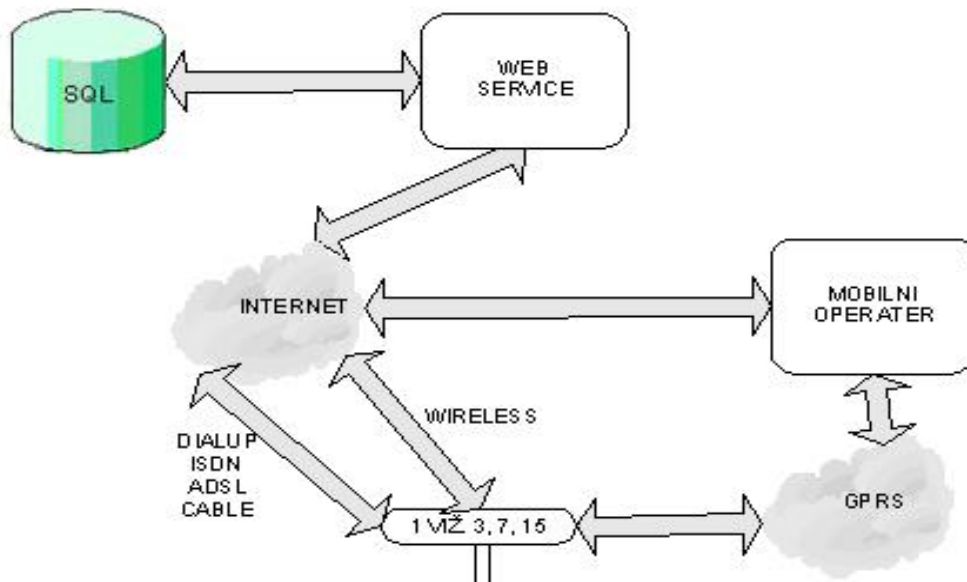 SQL
WEB
SERVICE
INTERNET
MOBILNI
OPERATER
WIRELESS
DIALUP
ISDN
ADSL
CABLE
GPRS
1 VIŽ 3, 7, 15